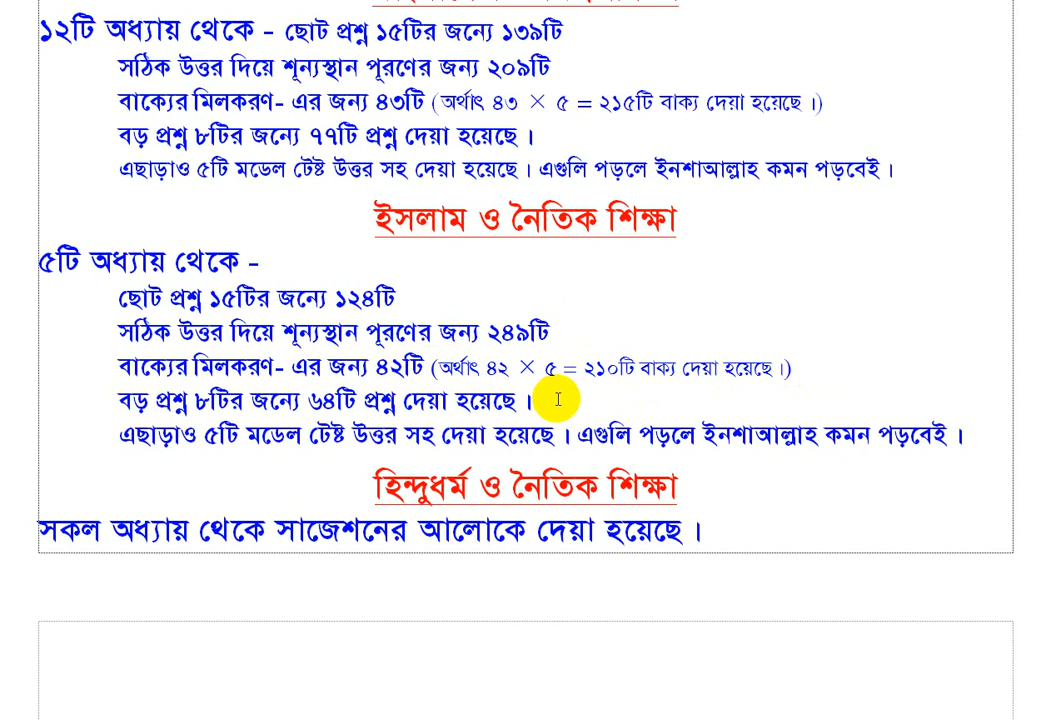 ১২টি অধ্যায় থেকে - ছোট প্রশ্ন ১৫টির জন্যে ১৩৯টি
সঠিক উত্তর দিয়ে শূন্যস্থান পূরণের জন্য ২০৯টি
বাক্যের মিলকরণ- এর জন্য ৪৩টি (অর্থাৎ ৪৩ × ৫ = ২১৫টি বাক্য দেয়া হয়েছে।)
বড় প্রশ্ন ৮টির জন্যে ৭৭টি প্রশ্ন দেয়া হয়েছে।
এছাড়াও ৫টি মডেল টেষ্ট উত্তর সহ দেয়া হয়েছে। এগুলি পড়লে ইনশাআল্লাহ কমন পড়বেই।
ইসলাম ও নৈতিক শিক্ষা
৫টি অধ্যায় থেকে -
ছোট প্রশ্ন ১৫টির জন্যে ১২৪টি
সঠিক উত্তর দিয়ে শূন্যস্থান পূরণের জন্য ২৪৯টি
বাক্যের মিলকরণ- এর জন্য ৪২টি (অর্থাৎ ৪২ × ৫ = ২১০টি বাক্য দেয়া হয়েছে।)
বড় প্রশ্ন ৮টির জন্যে ৬৪টি প্রশ্ন দেয়া হয়েছে।
এছাড়াও ৫টি মডেল টেষ্ট উত্তর সহ দেয়া হয়েছে। এগুলি পড়লে ইনশাআল্লাহ কমন পড়বেই।
হিন্দুধর্ম ও নৈতিক শিক্ষা
সকল অধ্যায় থেকে সাজেশনের আলোকে দেয়া হয়েছে।